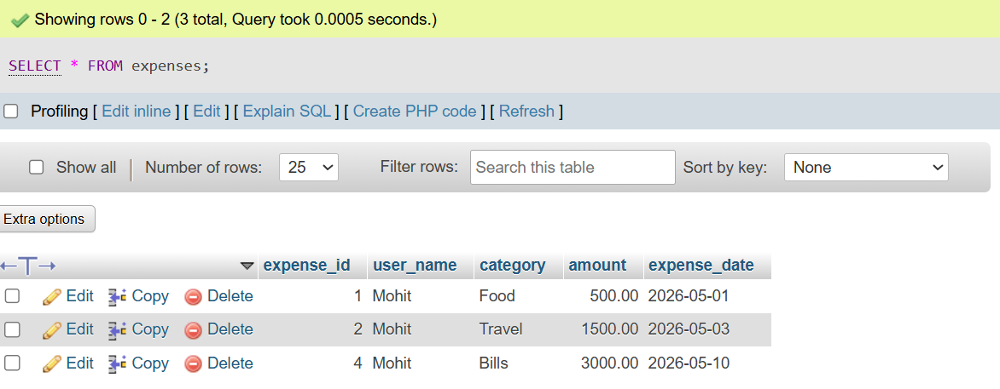 Showing rows 0 - 2 (3 total, Query took 0.0005 seconds.)
SELECT * FROM expenses;
Profiling [ Edit inline ] [ Edit ] [ Explain SQL ] [ Create PHP code ] [ Refresh ]
Show all Number of rows: 25 Filter rows: Search this table Sort by key: None
Extra options
expense_id user_name category amount expense_date
Edit Copy Delete 1 Mohit Food 500.00 2026-05-01
Edit Copy Delete 2 Mohit Travel 1500.00 2026-05-03
Edit Copy Delete 4 Mohit Bills 3000.00 2026-05-10